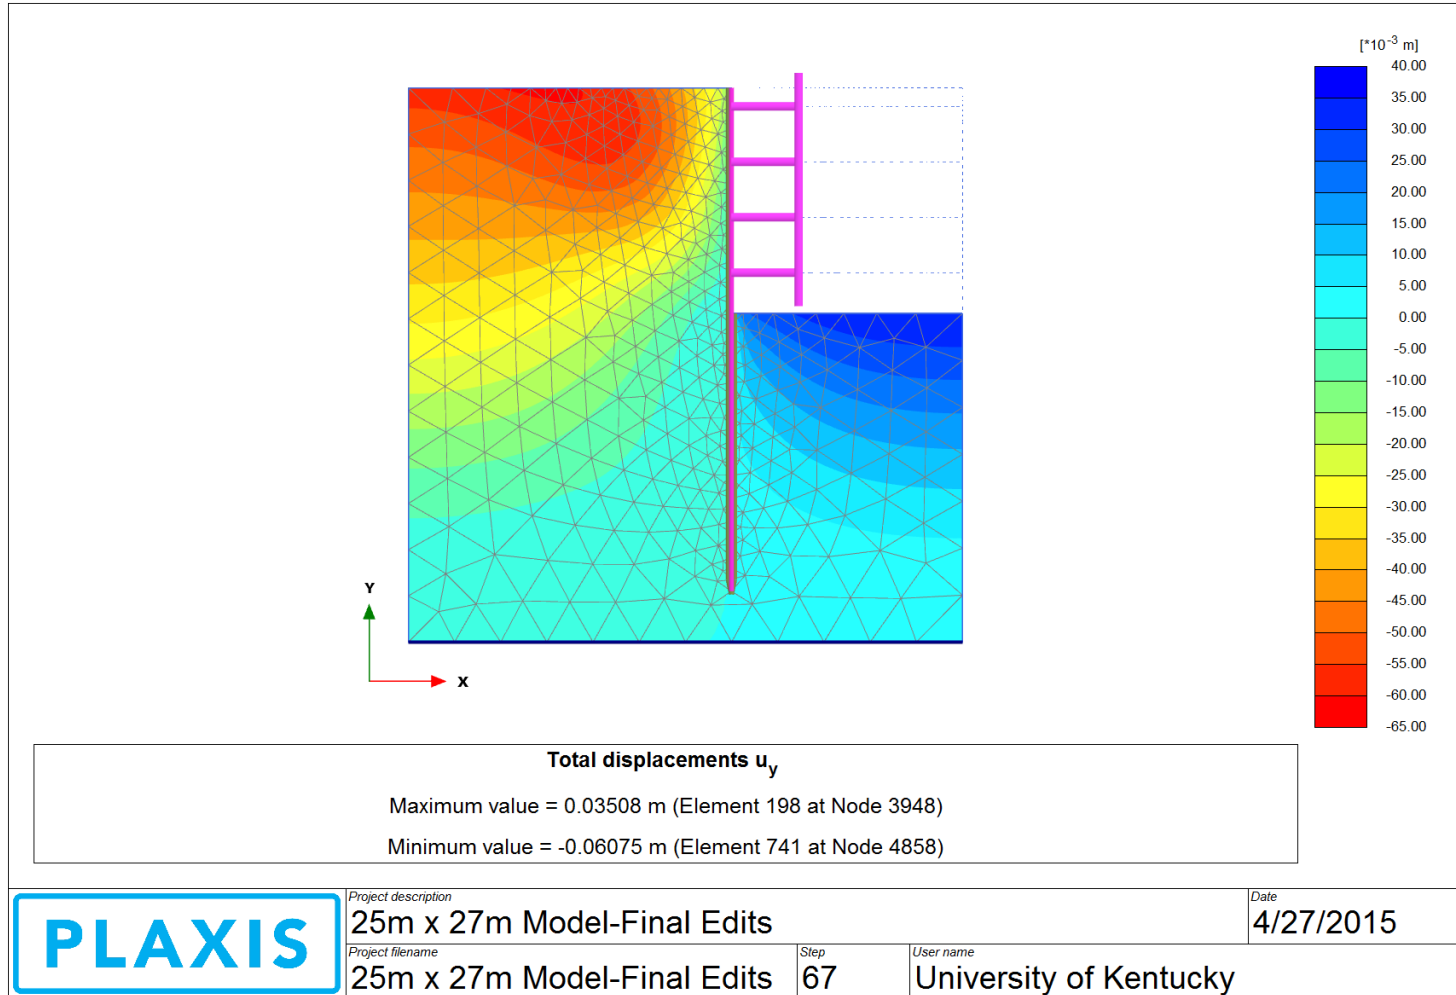 [*10-3 m]
40.00
35.00
30.00
25.00
20.00
15.00
10.00
5.00
0.00
-5.00
-10.00
-15.00
-20.00
-25.00
-30.00
-35.00
-40.00
-45.00
-50.00
-55.00
-60.00
-65.00
Y
X
Total displacements uy
Maximum value = 0.03508 m (Element 198 at Node 3948)
Minimum value = -0.06075 m (Element 741 at Node 4858)
PLAXIS
Project description
25m x 27m Model-Final Edits
Date
4/27/2015
Project filename
25m x 27m Model-Final Edits
Step
67
User name
University of Kentucky